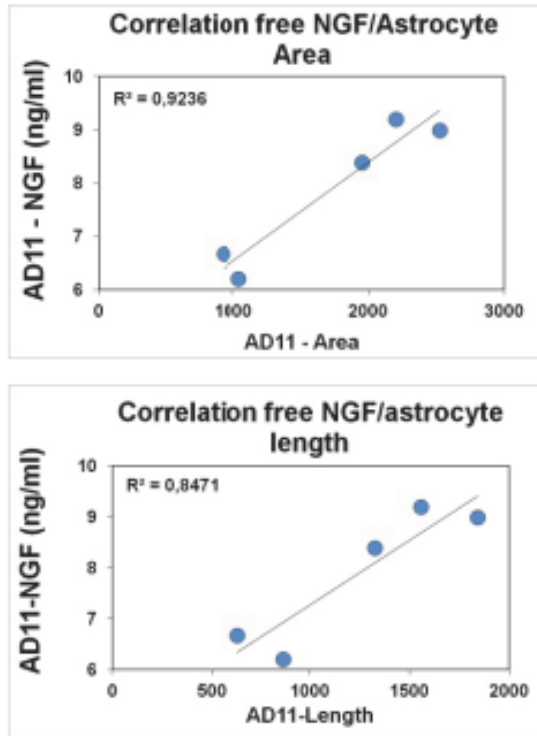 Correlation free NGF/Astrocyte
Area
R² = 0,9236
AD11 - NGF (ng/ml)
10
9
8
7
6
0 1000 2000 3000
AD11 - Area
Correlation free NGF/astrocyte
length
R² = 0,8471
AD11-NGF (ng/ml)
10
9
8
7
6
0 500 1000 1500 2000
AD11-Length